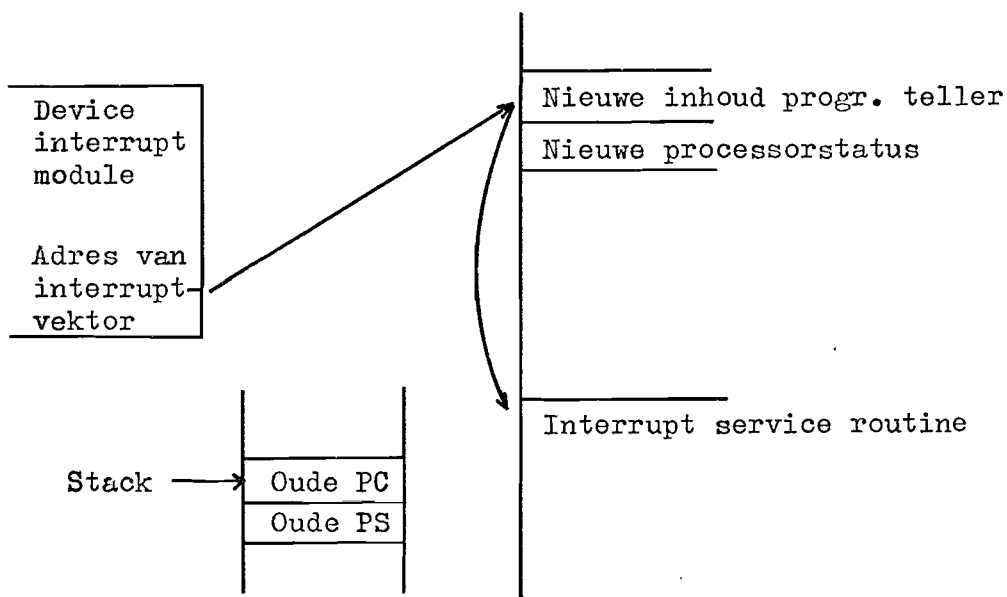 Device
interrupt
module
Adres van
interrupt
vektor
Nieuwe inhoud progr. teller
Nieuwe processorstatus
Interrupt service routine
Stack
Oude PC
Oude PS